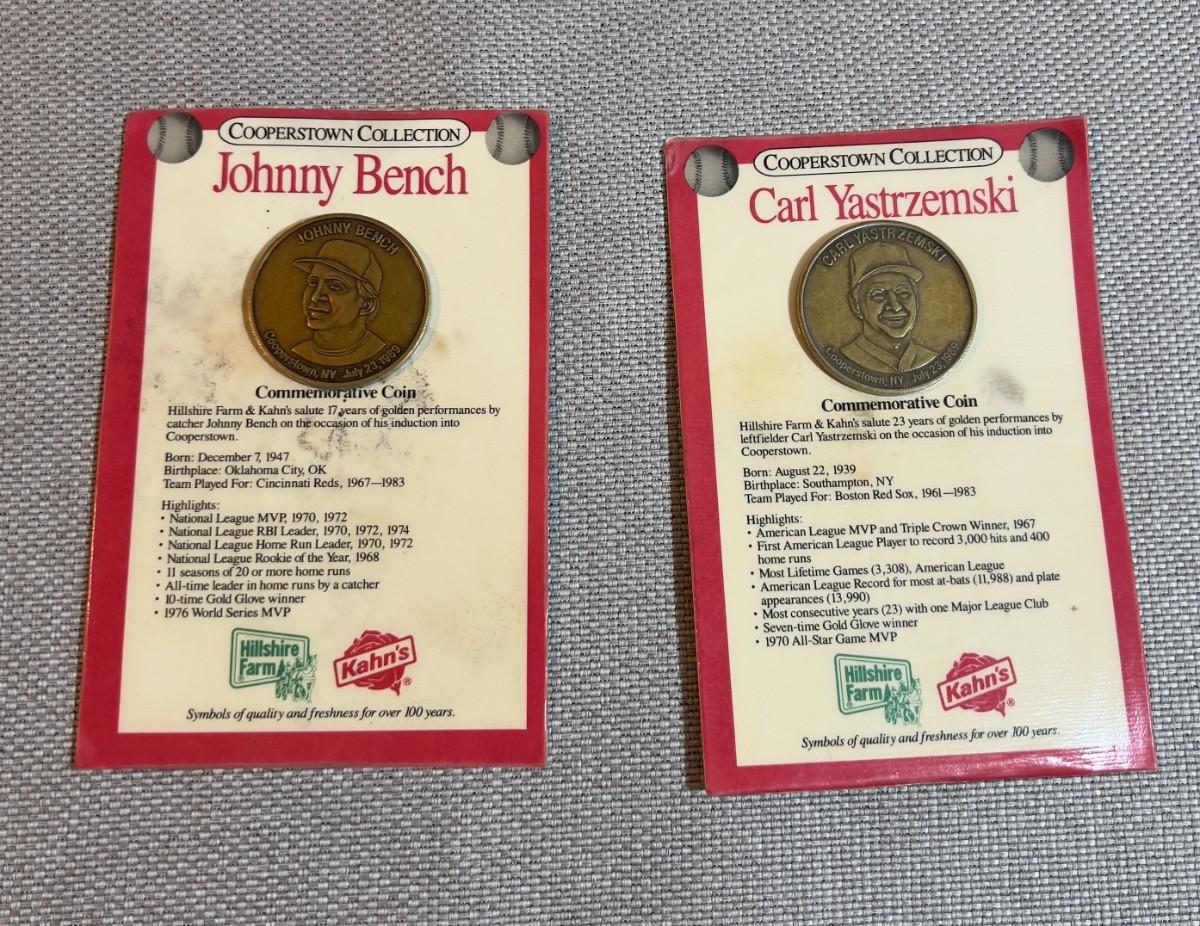 COOPERSTOWN COLLECTION
Johnny Bench
JOHNNY BENCH
Cooperstown, NY July 23, 1989
Commemorative Coin
Hillshire Farm & Kahn's salute 17 years of golden performances by
catcher Johnny Bench on the occasion of his induction into
Cooperstown.
Born: December 7, 1947
Birthplace: Oklahoma City, OK
Team Played For: Cincinnati Reds, 1967—1983
Highlights:
• National League MVP, 1970, 1972
• National League RBI Leader, 1970, 1972, 1974
• National League Home Run Leader, 1970, 1972
• National League Rookie of the Year, 1968
• 11 seasons of 20 or more home runs
• All-time leader in home runs by a catcher
• 10-time Gold Glove winner
• 1976 World Series MVP
Hillshire
Farm
Kahn's
®
Symbols of quality and freshness for over 100 years.
COOPERSTOWN COLLECTION
Carl Yastrzemski
CARL YASTRZEMSKI
Cooperstown, NY July 23, 1989
Commemorative Coin
Hillshire Farm & Kahn's salute 23 years of golden performances by
leftfielder Carl Yastrzemski on the occasion of his induction into
Cooperstown.
Born: August 22, 1939
Birthplace: Southampton, NY
Team Played For: Boston Red Sox, 1961—1983
Highlights:
• American League MVP and Triple Crown Winner, 1967
• First American League Player to record 3,000 hits and 400
home runs
• Most Lifetime Games (3,308), American League
• American League Record for most at-bats (11,988) and plate
appearances (13,990)
• Most consecutive years (23) with one Major League Club
• Seven-time Gold Glove winner
• 1970 All-Star Game MVP
Hillshire
Farm
®
Kahn's
®
Symbols of quality and freshness for over 100 years.